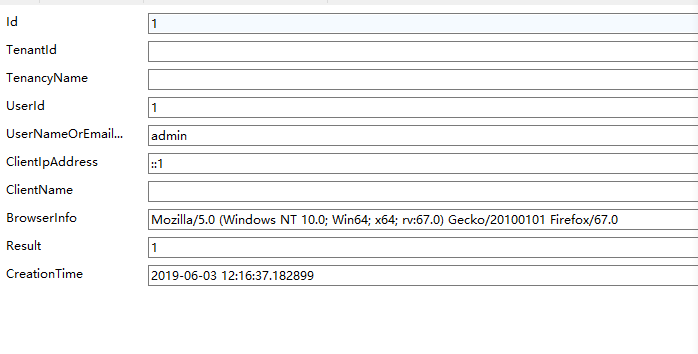 Id 1
TenantId
TenancyName
UserId 1
UserNameOrEmail... admin
ClientIpAddress ::1
ClientName
BrowserInfo Mozilla/5.0 (Windows NT 10.0; Win64; x64; rv:67.0) Gecko/20100101 Firefox/67.0
Result 1
CreationTime 2019-06-03 12:16:37.182899